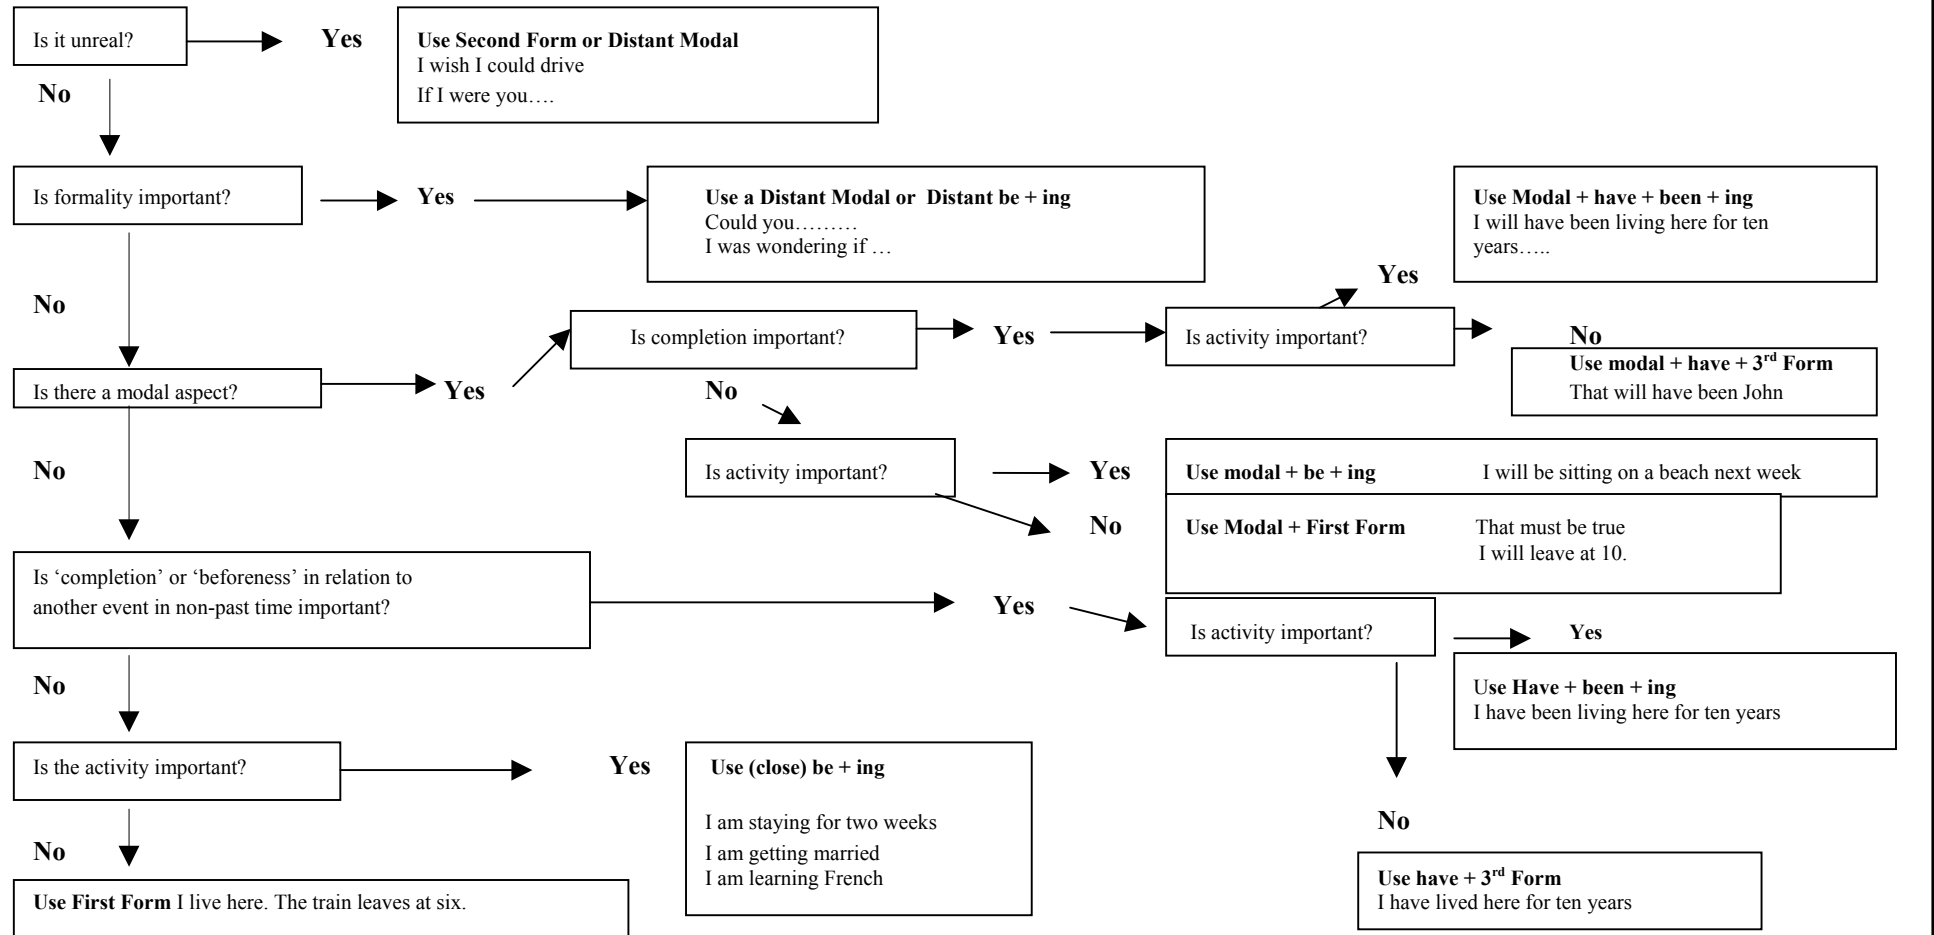 Is it unreal?
Yes
Use Second Form or Distant Modal
I wish I could drive
If I were you….
No
Is formality important?
Yes
Use a Distant Modal or Distant be + ing
Could you………
I was wondering if …
Use Modal + have + been + ing
I will have been living here for ten
years…..
Yes
No
Is completion important?
Yes
Is activity important?
No
Use modal + have + 3rd Form
That will have been John
Is there a modal aspect?
Yes
No
No
Is activity important?
Yes
Use modal + be + ing I will be sitting on a beach next week
No
Use Modal + First Form That must be true
I will leave at 10.
Is ‘completion’ or ‘beforeness’ in relation to
another event in non-past time important?
Yes
Is activity important?
Yes
Use Have + been + ing
I have been living here for ten years
No
Is the activity important?
Yes
Use (close) be + ing
I am staying for two weeks
I am getting married
I am learning French
No
Use have + 3rd Form
I have lived here for ten years
No
Use First Form I live here. The train leaves at six.